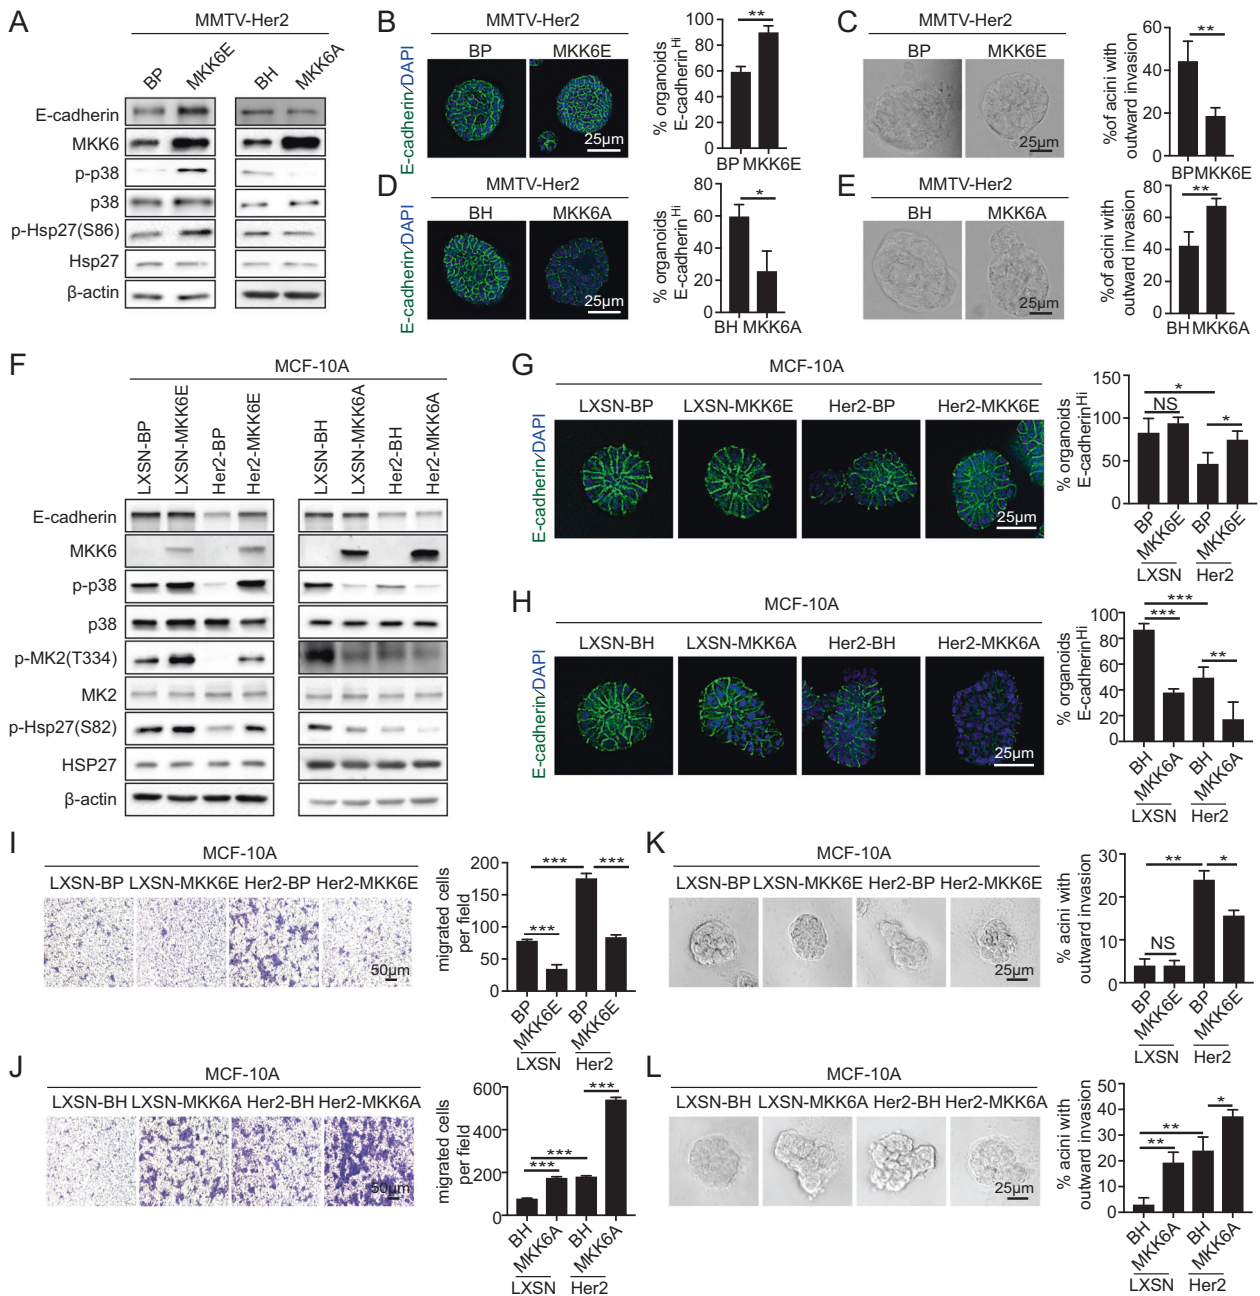 A
MMTV-Her2
BP
MKK6E
BH
MKK6A
E-cadherin
MKK6
p-p38
p38
p-Hsp27(S86)
Hsp27
β-actin
B
MMTV-Her2
BP
MKK6E
E-cadherin/DAPI
25µm
% organoids
E-cadherinHi
100
80
60
40
20
0
**
BP MKK6E
C
MMTV-Her2
BP
MKK6E
25µm
%of acini with
outward invasion
60
40
20
0
**
BPMKK6E
D
MMTV-Her2
BH
MKK6A
E-cadherin/DAPI
25µm
% organoids
E-cadherinHi
80
60
40
20
0
*
BH MKK6A
E
MMTV-Her2
BH
MKK6A
25µm
%of acini with
outward invasion
80
60
40
20
0
**
BH MKK6A
F
MCF-10A
LXSN-BP
LXSN-MKK6E
Her2-BP
Her2-MKK6E
LXSN-BH
LXSN-MKK6A
Her2-BH
Her2-MKK6A
E-cadherin
MKK6
p-p38
p38
p-MK2(T334)
MK2
p-Hsp27(S82)
HSP27
β-actin
G
MCF-10A
LXSN-BP
LXSN-MKK6E
Her2-BP
Her2-MKK6E
E-cadherin/DAPI
25µm
% organoids
E-cadherinHi
150
100
50
0
*
NS
*
BP
MKK6E
BP
MKK6E
LXSN
Her2
H
MCF-10A
LXSN-BH
LXSN-MKK6A
Her2-BH
Her2-MKK6A
E-cadherin/DAPI
25µm
% organoids
E-cadherinHi
100
80
60
40
20
0
***
***
**
BH
MKK6A
BH
MKK6A
LXSN
Her2
I
MCF-10A
LXSN-BP LXSN-MKK6E Her2-BP Her2-MKK6E
50µm
migrated cells
per field
200
150
100
50
0
***
***
***
BP
MKK6E
BP
MKK6E
LXSN
Her2
J
MCF-10A
LXSN-BH LXSN-MKK6A Her2-BH Her2-MKK6A
50µm
migrated cells
per field
600
400
200
0
***
***
***
BH
MKK6A
BH
MKK6A
LXSN
Her2
K
MCF-10A
LXSN-BP LXSN-MKK6E Her2-BP Her2-MKK6E
25µm
% acini with
outward invasion
30
20
10
0
**
*
NS
BP
MKK6E
BP
MKK6E
LXSN
Her2
L
MCF-10A
LXSN-BH LXSN-MKK6A Her2-BH Her2-MKK6A
25µm
% acini with
outward invasion
50
40
30
20
10
0
*
**
**
BH
MKK6A
BH
MKK6A
LXSN
Her2